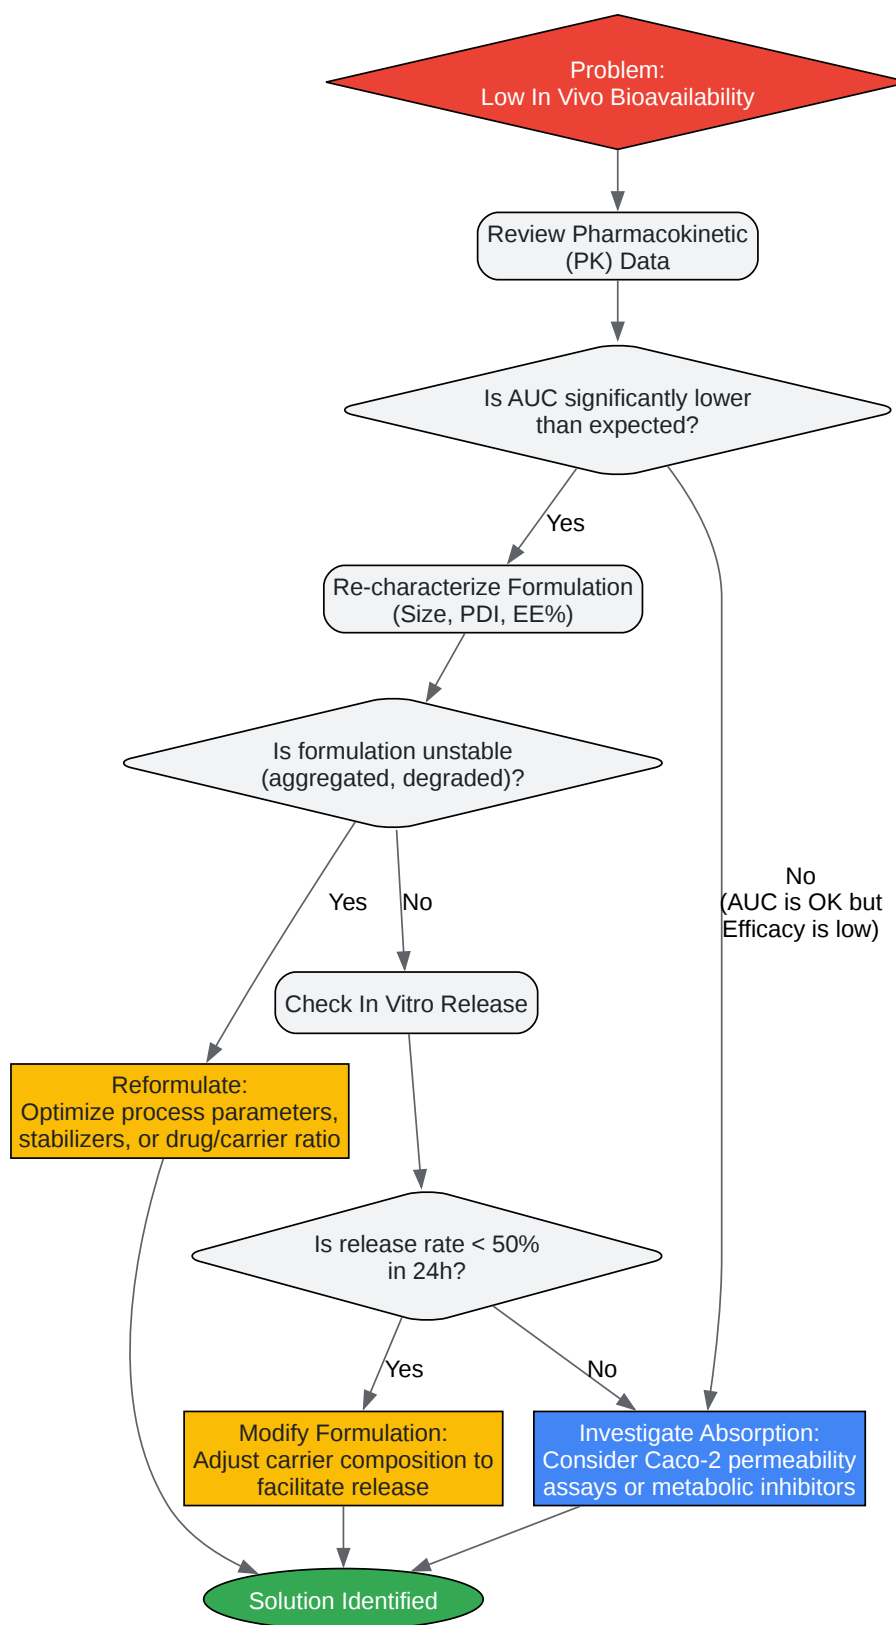 Problem:
Low In Vivo Bioavailability
Review Pharmacokinetic
(PK) Data
Is AUC significantly lower
than expected?
Yes
Re-characterize Formulation
(Size, PDI, EE%)
Is formulation unstable
(aggregated, degraded)?
No
(AUC is OK but
Efficacy is low)
Yes
No
Check In Vitro Release
Reformulate:
Optimize process parameters,
stabilizers, or drug/carrier ratio
Is release rate < 50%
in 24h?
Yes
No
Modify Formulation:
Adjust carrier composition to
facilitate release
Investigate Absorption:
Consider Caco-2 permeability
assays or metabolic inhibitors
Solution Identified